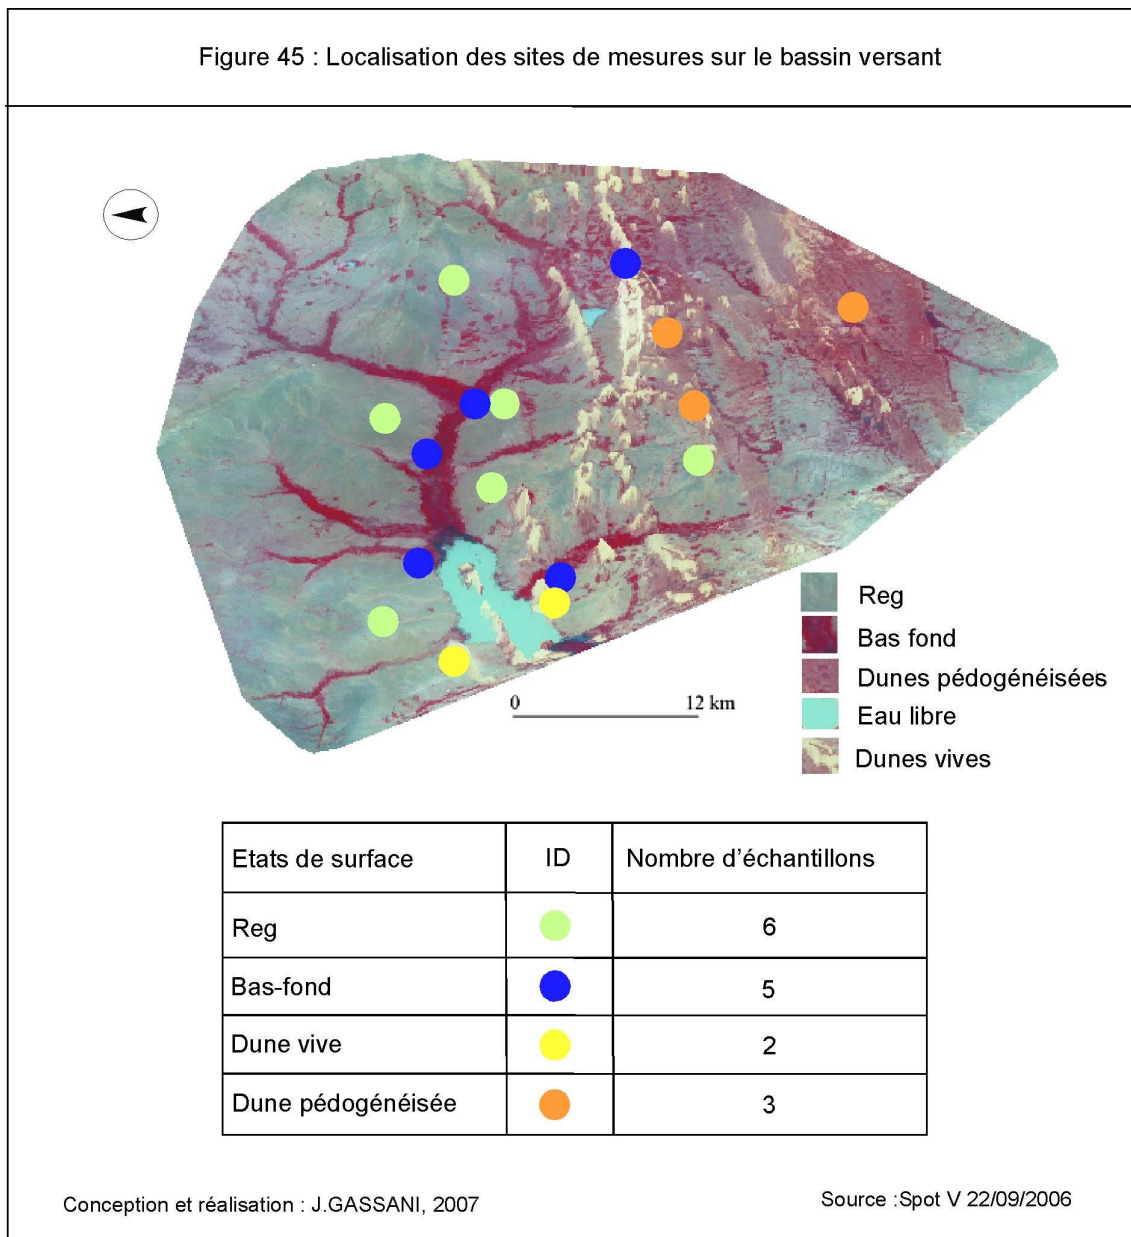 Figure 45 : Localisation des sites de mesures sur le bassin versant
Reg
Bas fond
Dunes pédogénéisées
Eau libre
Dunes vives
0 12 km
Etats de surface ID Nombre d'échantillons
Reg 6
Bas-fond 5
Dune vive 2
Dune pédogénéisée 3
Conception et réalisation : J.GASSANI, 2007 Source :Spot V 22/09/2006